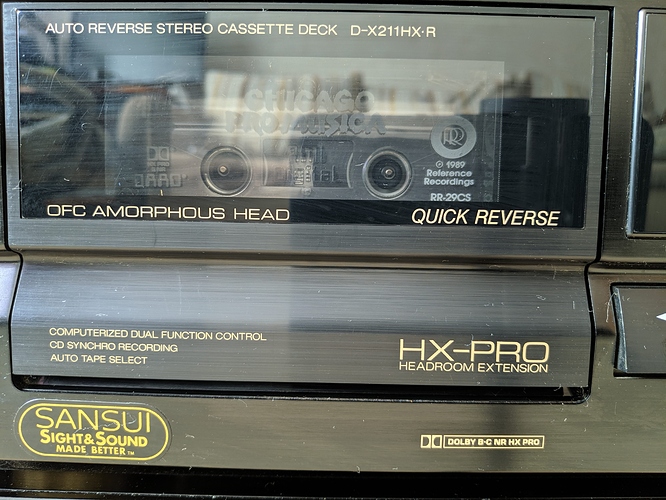 AUTO REVERSE STEREO CASSETTE DECK D-X211HX·R
CHICAGO
PRO MUSICA
RR
© 1989
Reference
Recordings
RR-29CS
OFC AMORPHOUS HEAD
QUICK REVERSE
COMPUTERIZED DUAL FUNCTION CONTROL
CD SYNCHRO RECORDING
AUTO TAPE SELECT
HX-PRO
HEADROOM EXTENSION
SANSUI
SIGHT&SOUND
MADE BETTER™
DOLBY B-C NR HX PRO